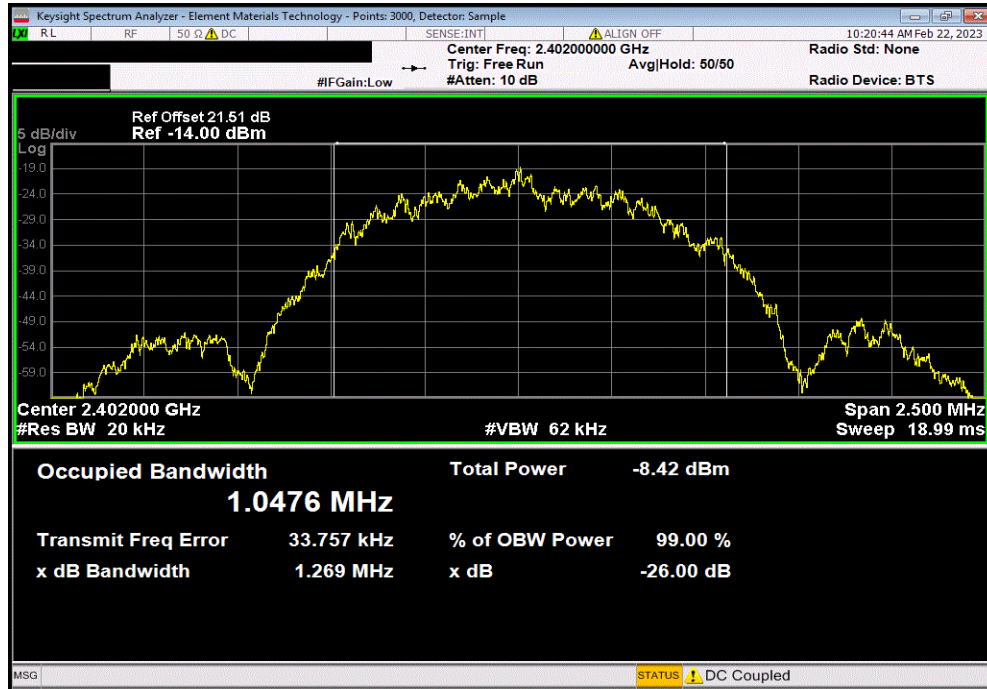 Keysight Spectrum Analyzer - Element Materials Technology - Points: 3000, Detector: Sample
LXI RL RF 50 Ω DC SENSE:INT ALIGN OFF 10:20:44 AM Feb 22, 2023
Center Freq: 2.402000000 GHz Radio Std: None
Trig: Free Run Avg|Hold: 50/50
#IFGain:Low #Atten: 10 dB Radio Device: BTS
Ref Offset 21.51 dB
5 dB/div Ref -14.00 dBm
Log
-19.0
-24.0
-29.0
-34.0
-39.0
-44.0
-49.0
-54.0
-59.0
Center 2.402000 GHz Span 2.500 MHz
#Res BW 20 kHz #VBW 62 kHz Sweep 18.99 ms
Occupied Bandwidth Total Power -8.42 dBm
1.0476 MHz
Transmit Freq Error 33.757 kHz % of OBW Power 99.00 %
x dB Bandwidth 1.269 MHz x dB -26.00 dB
MSG STATUS DC Coupled